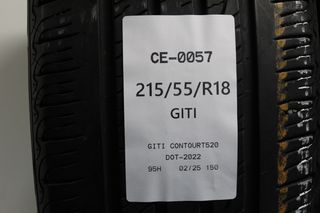 CE-0057
215/55/R18
GITI
GITI CONTOURT520
DOT-2022
95H 02/25 150